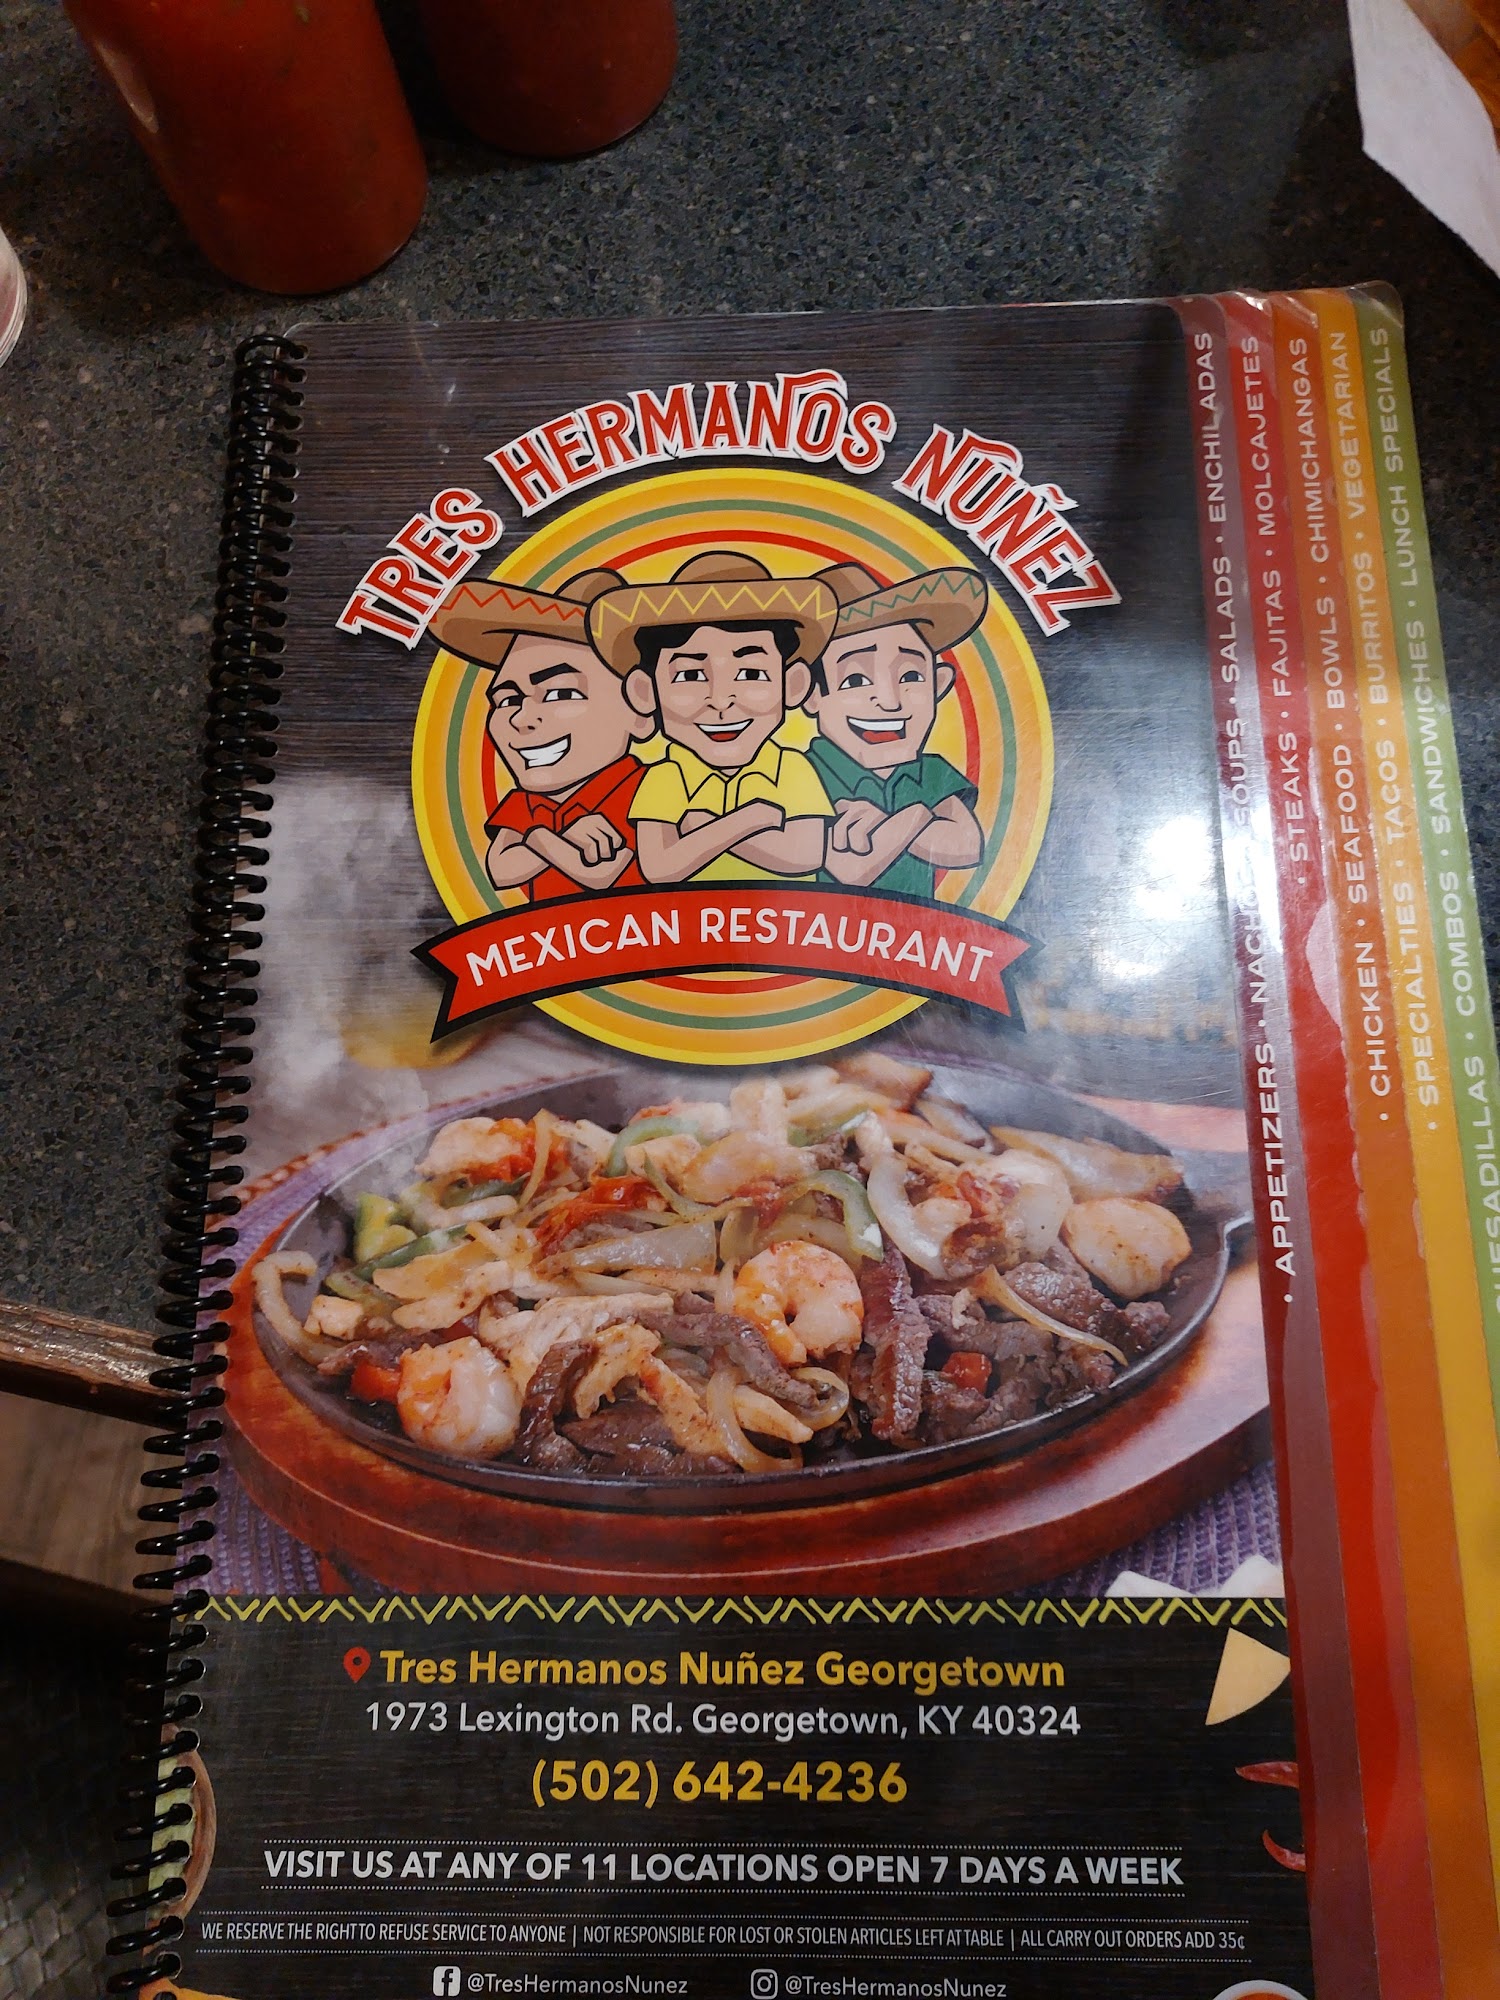 TRES HERMANOS NUÑEZ
MEXICAN RESTAURANT
Tres Hermanos Nuñez Georgetown
1973 Lexington Rd. Georgetown, KY 40324
(502) 642-4236
VISIT US AT ANY OF 11 LOCATIONS OPEN 7 DAYS A WEEK
WE RESERVE THE RIGHT TO REFUSE SERVICE TO ANYONE | NOT RESPONSIBLE FOR LOST OR STOLEN ARTICLES LEFT AT TABLE | ALL CARRY OUT ORDERS ADD 35¢
@TresHermanosNunez @TresHermanosNunez
• APPETIZERS • NACHOS • SOUPS • SALADS • ENCHILADAS
• STEAKS • FAJITAS • MOLCAJETES
• CHICKEN • SEAFOOD • BOWLS • CHIMICHANGAS
• SPECIALTIES • TACOS • BURRITOS • VEGETARIAN
QUESADILLAS • COMBOS • SANDWICHES • LUNCH SPECIALS